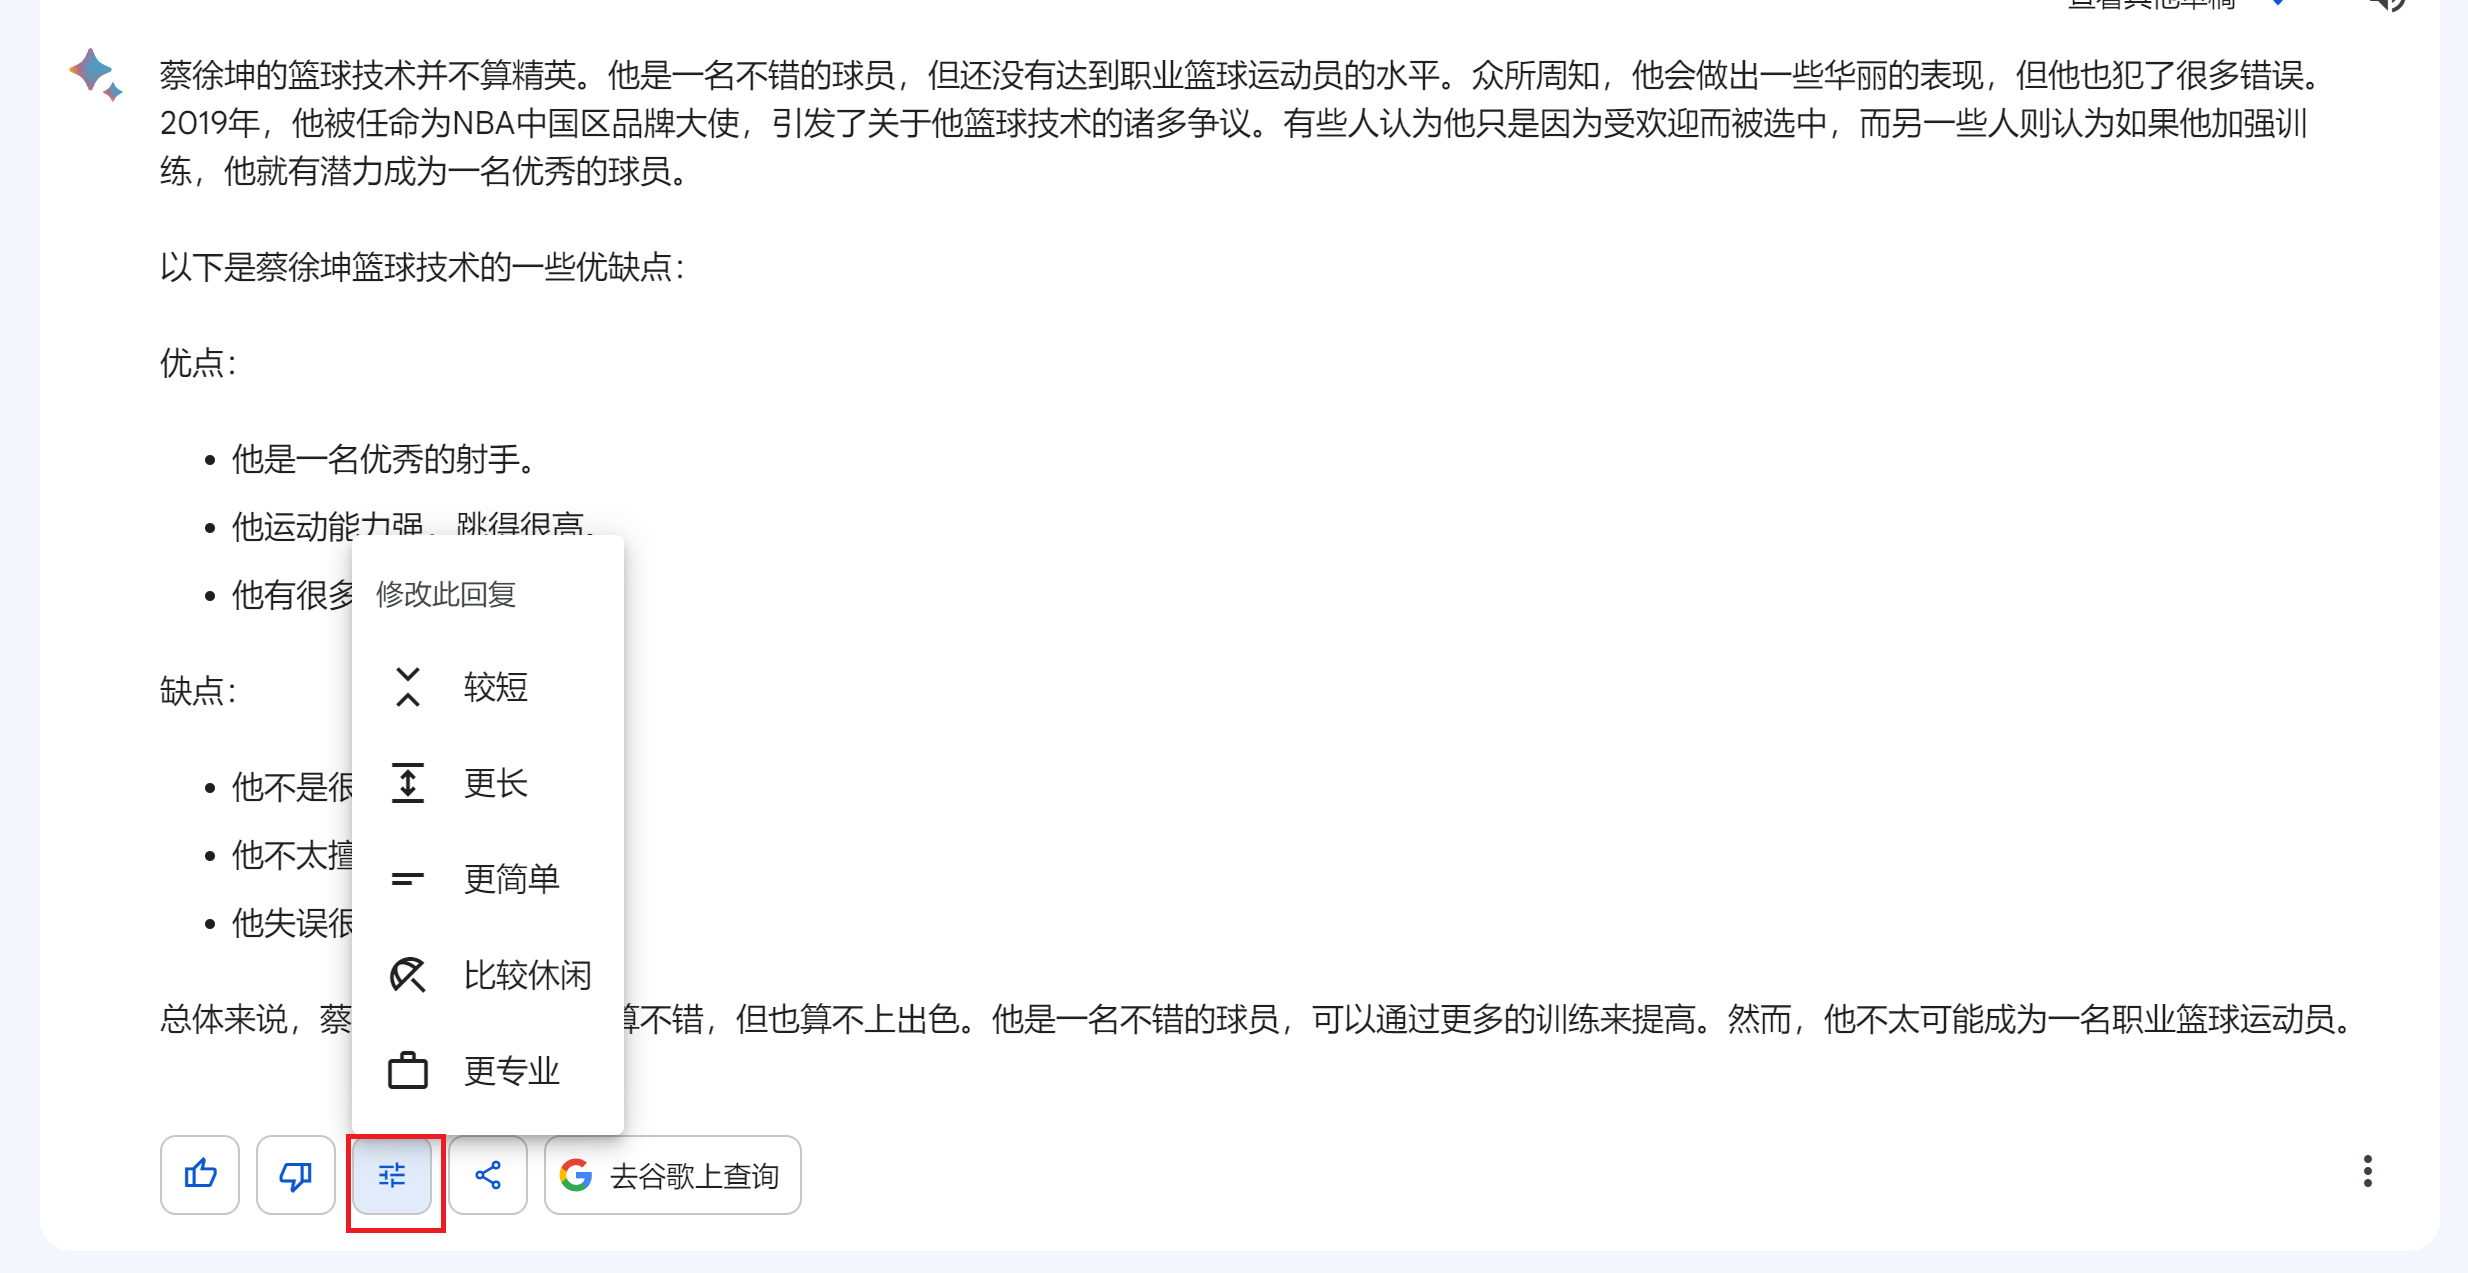 查看其他草稿
蔡徐坤的篮球技术并不算精英。他是一名不错的球员，但还没有达到职业篮球运动员的水平。众所周知，他会做出一些华丽的表现，但他也犯了很多错误。
2019年，他被任命为NBA中国区品牌大使，引发了关于他篮球技术的诸多争议。有些人认为他只是因为受欢迎而被选中，而另一些人则认为如果他加强训
练，他就有潜力成为一名优秀的球员。
以下是蔡徐坤篮球技术的一些优缺点：
优点：
他是一名优秀的射手。
他运动能力强，跳得很高。
他有很多
修改此回复
较短
缺点：
更长
他不是很
他不太擅
更简单
他失误很
比较休闲
总体来说，蔡
算不错，但也算不上出色。他是一名不错的球员，可以通过更多的训练来提高。然而，他不太可能成为一名职业篮球运动员。
更专业
去谷歌上查询